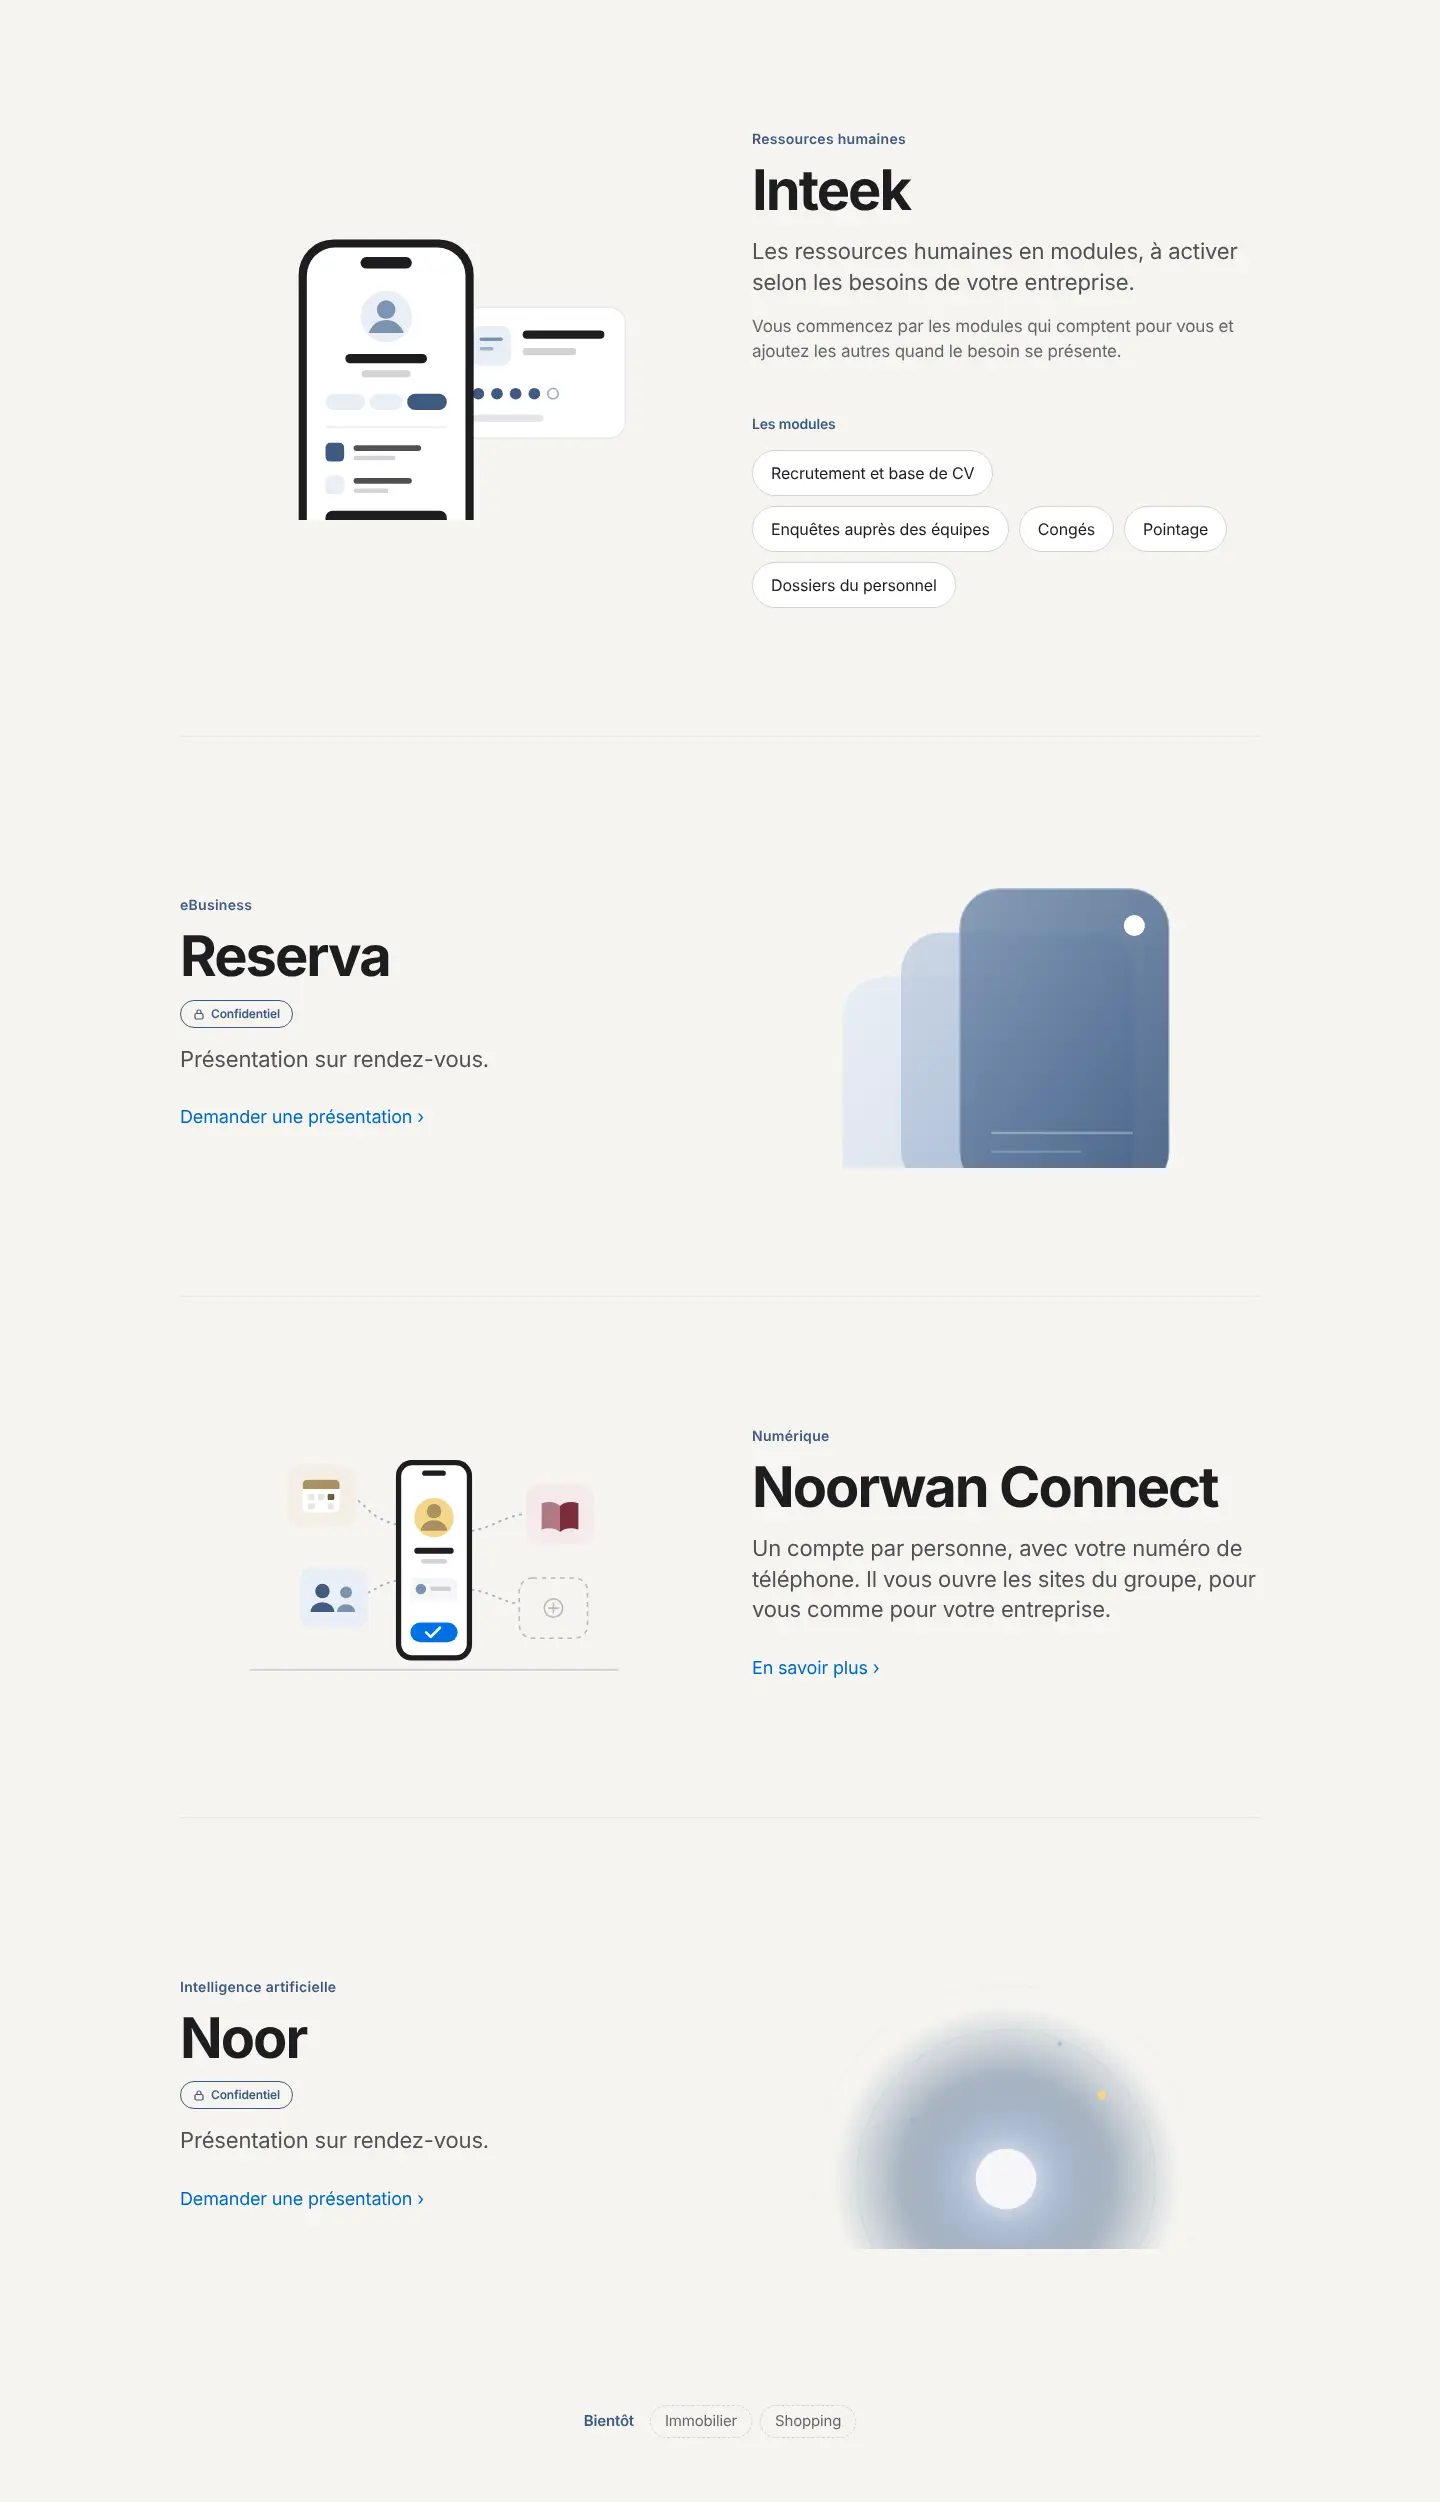 Ressources humaines
Inteek
Les ressources humaines en modules, à activer
selon les besoins de votre entreprise.
Vous commencez par les modules qui comptent pour vous et
ajoutez les autres quand le besoin se présente.
Les modules
Recrutement et base de CV
Enquêtes auprès des équipes
Congés
Pointage
Dossiers du personnel
eBusiness
Reserva
Confidentiel
Présentation sur rendez-vous.
Demander une présentation ›
Numérique
Noorwan Connect
Un compte par personne, avec votre numéro de
téléphone. Il vous ouvre les sites du groupe, pour
vous comme pour votre entreprise.
En savoir plus ›
Intelligence artificielle
Noor
Confidentiel
Présentation sur rendez-vous.
Demander une présentation ›
Bientôt
Immobilier
Shopping